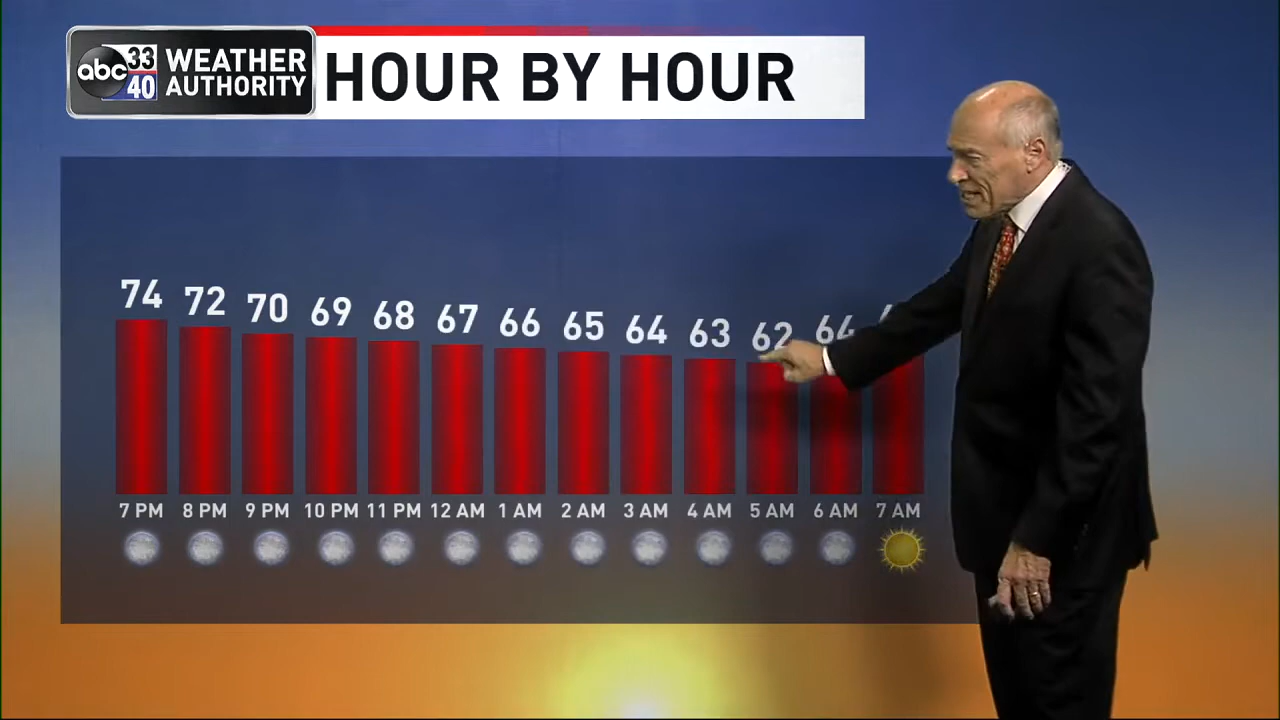 abc 33 40
WEATHER
AUTHORITY
HOUR BY HOUR
74 72 70 69 68 67 66 65 64 63 62 64
7 PM 8 PM 9 PM 10 PM 11 PM 12 AM 1 AM 2 AM 3 AM 4 AM 5 AM 6 AM 7 AM